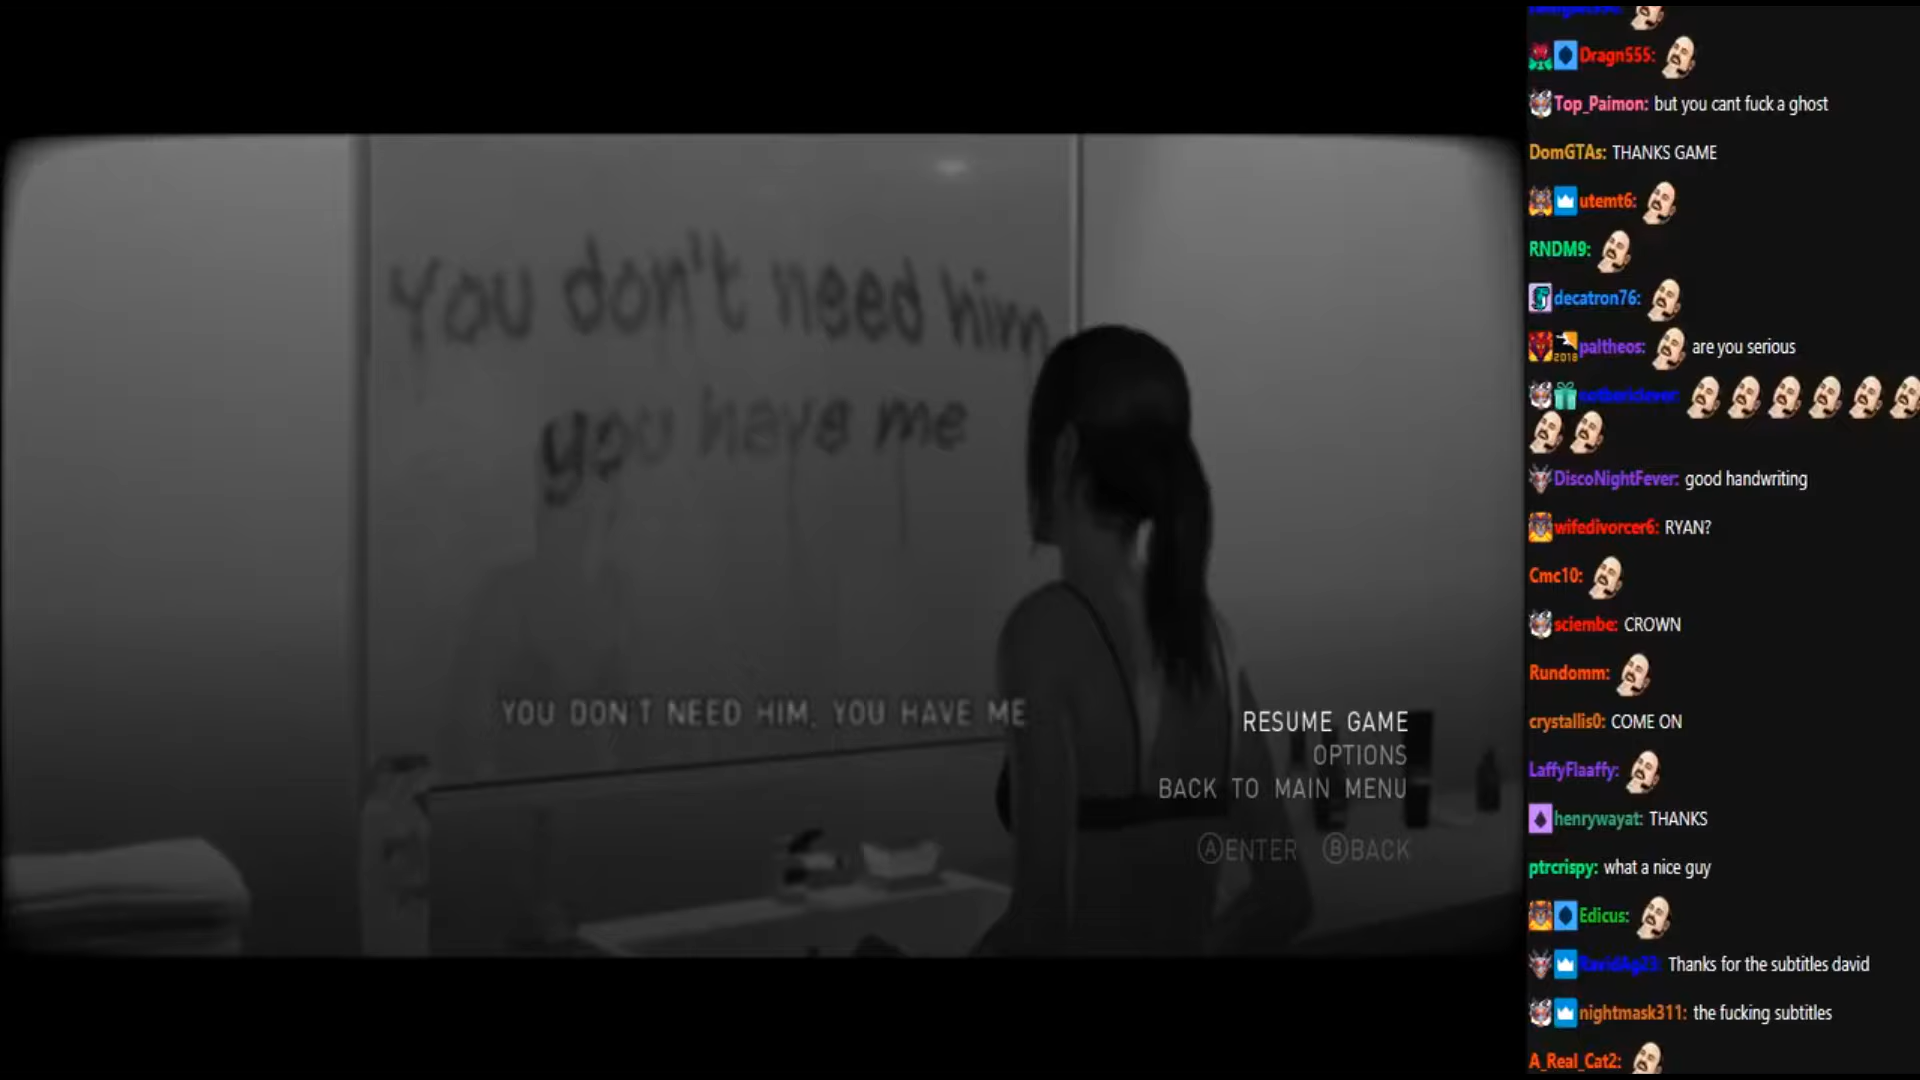 You don't need him
you have me
YOU DON'T NEED HIM, YOU HAVE ME
RESUME GAME
OPTIONS
BACK TO MAIN MENU
Ⓐ ENTER Ⓑ BACK
Dragn555:
Top_Paimon: but you cant fuck a ghost
DomGTAs: THANKS GAME
utemt6:
RNDM9:
decatron76:
2018 paltheos: are you serious
DiscoNightFever: good handwriting
wifedivorcer6: RYAN?
Cmc10:
sciembe: CROWN
Rundomm:
crystallis0: COME ON
LaffyFlaaffy:
henrywayat: THANKS
ptrcrispy: what a nice guy
Edicus:
Thanks for the subtitles david
nightmask311: the fucking subtitles
A_Real_Cat2: